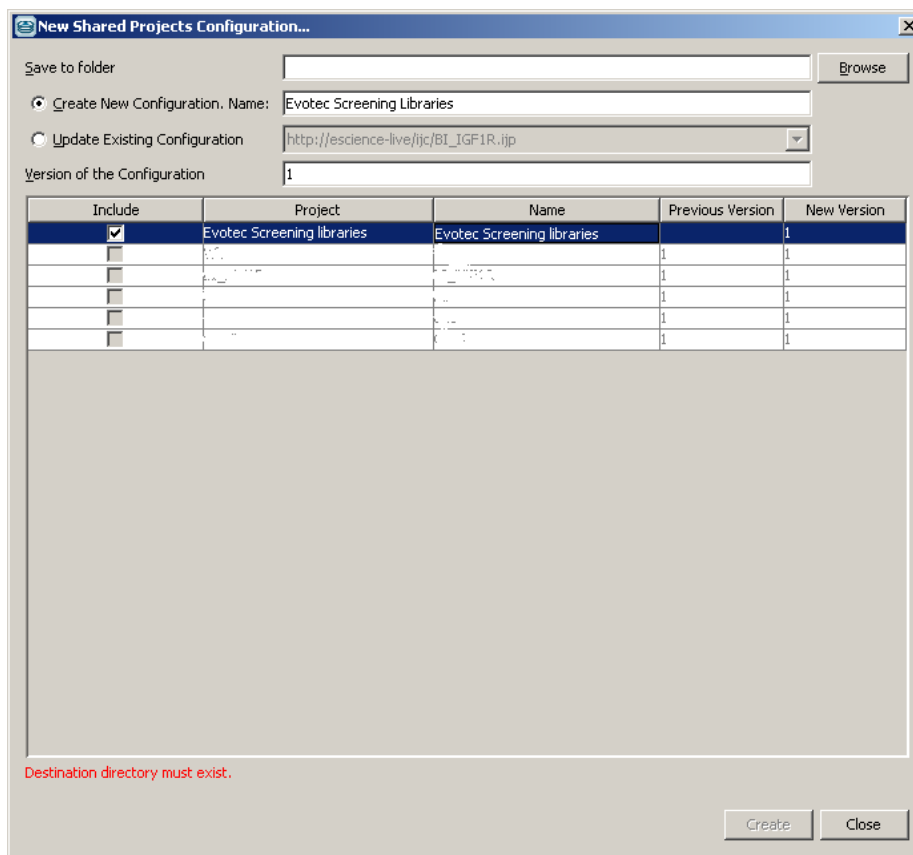 New Shared Projects Configuration...
Save to folder Browse
Create New Configuration. Name: Evotec Screening Libraries
Update Existing Configuration http://escience-live/ijc/BI_IGF1R.ijp
Version of the Configuration 1
Include Project Name Previous Version New Version
Evotec Screening libraries Evotec Screening libraries 1
1 1
1 1
1 1
1 1
1 1
Destination directory must exist.
Create Close